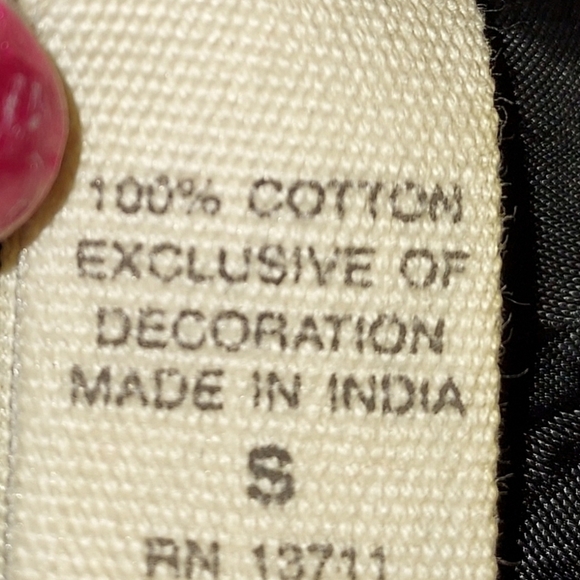 100% COTTON
EXCLUSIVE OF
DECORATION
MADE IN INDIA
S
RN 13711